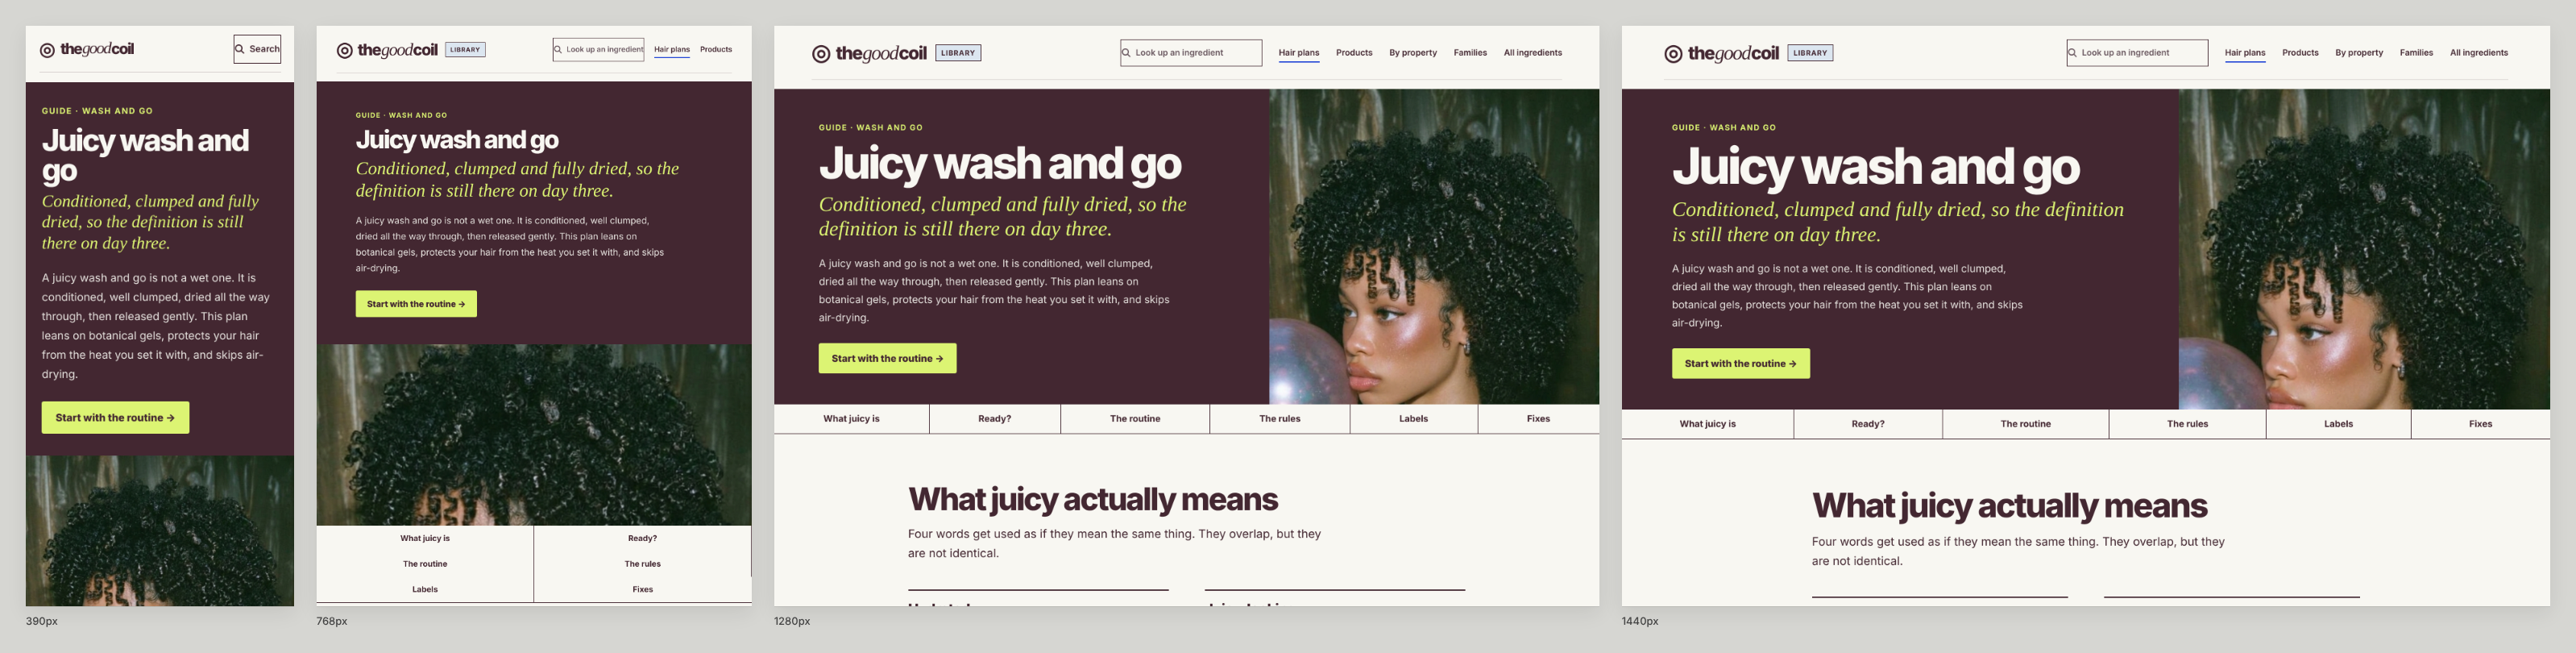 thegoodcoil
Search
GUIDE · WASH AND GO
Juicy wash and
go
Conditioned, clumped and fully
dried, so the definition is still
there on day three.
A juicy wash and go is not a wet one. It is
conditioned, well clumped, dried all the way
through, then released gently. This plan
leans on botanical gels, protects your hair
from the heat you set it with, and skips air-
drying.
Start with the routine →
390px
thegoodcoil LIBRARY
Look up an ingredient Hair plans Products
GUIDE · WASH AND GO
Juicy wash and go
Conditioned, clumped and fully dried, so the
definition is still there on day three.
A juicy wash and go is not a wet one. It is conditioned, well clumped,
dried all the way through, then released gently. This plan leans on
botanical gels, protects your hair from the heat you set it with, and skips
air-drying.
Start with the routine →
What juicy is Ready?
The routine The rules
Labels Fixes
768px
thegoodcoil LIBRARY
Look up an ingredient Hair plans Products By property Families All ingredients
GUIDE · WASH AND GO
Juicy wash and go
Conditioned, clumped and fully dried, so the
definition is still there on day three.
A juicy wash and go is not a wet one. It is conditioned, well clumped,
dried all the way through, then released gently. This plan leans on
botanical gels, protects your hair from the heat you set it with, and skips
air-drying.
Start with the routine →
What juicy is Ready? The routine The rules Labels Fixes
What juicy actually means
Four words get used as if they mean the same thing. They overlap, but they
are not identical.
1280px
thegoodcoil LIBRARY
Look up an ingredient Hair plans Products By property Families All ingredients
GUIDE · WASH AND GO
Juicy wash and go
Conditioned, clumped and fully dried, so the definition
is still there on day three.
A juicy wash and go is not a wet one. It is conditioned, well clumped,
dried all the way through, then released gently. This plan leans on
botanical gels, protects your hair from the heat you set it with, and skips
air-drying.
Start with the routine →
What juicy is Ready? The routine The rules Labels Fixes
What juicy actually means
Four words get used as if they mean the same thing. They overlap, but they
are not identical.
1440px